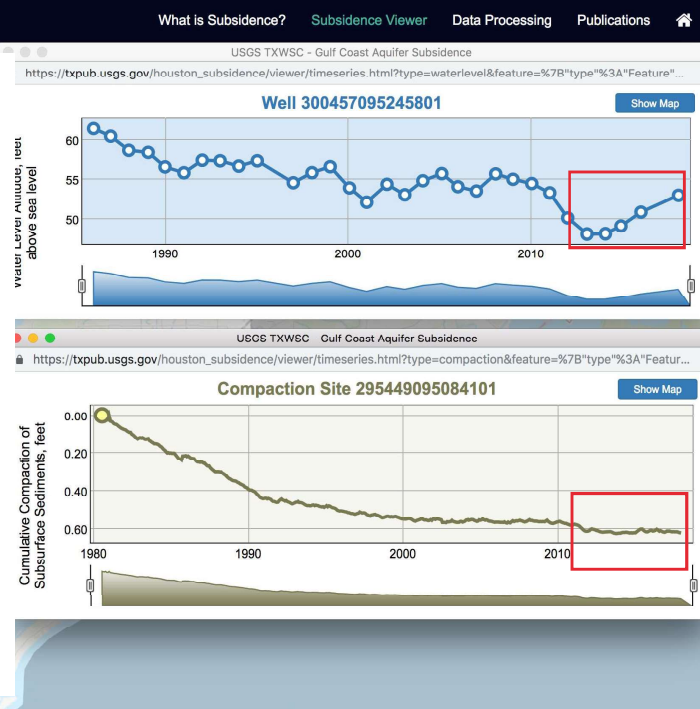 What is Subsidence? Subsidence Viewer Data Processing Publications
USGS TXWSC - Gulf Coast Aquifer Subsidence
https://txpub.usgs.gov/houston_subsidence/viewer/timeseries.html?type=waterlevel&feature=%7B"type"%3A"Feature"...
Well 300457095245801
Show Map
Water Level Altitude, feet
above sea level
60
55
50
1990 2000 2010
USGS TXWSC Gulf Coast Aquifer Subsidence
https://txpub.usgs.gov/houston_subsidence/viewer/timeseries.html?type=compaction&feature=%7B"type"%3A"Featur...
Compaction Site 295449095084101
Show Map
Cumulative Compaction of
Subsurface Sediments, feet
0.00
0.20
0.40
0.60
1980 1990 2000 2010